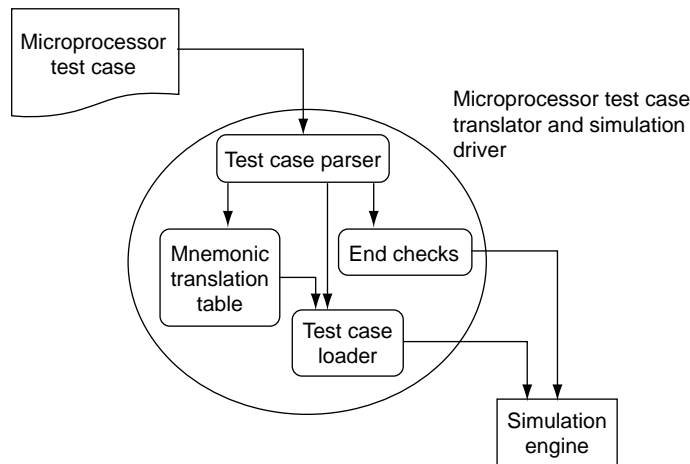 Microprocessor
test case
Microprocessor test case
translator and simulation
driver
Test case parser
Mnemonic
translation
table
End checks
Test case
loader
Simulation
engine